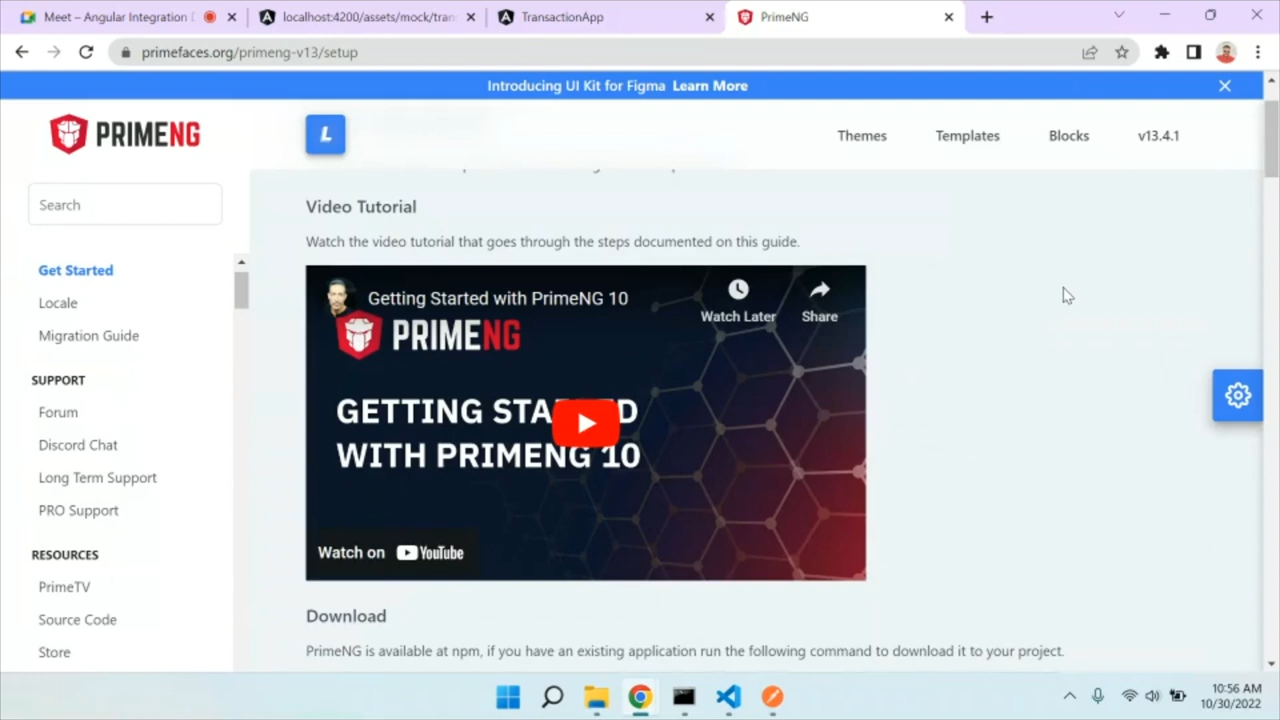 Meet – Angular Integration
localhost:4200/assets/mock/tran
TransactionApp
PrimeNG
primefaces.org/primeng-v13/setup
Introducing UI Kit for Figma Learn More
PRIMENG
L
Themes
Templates
Blocks
v13.4.1
Search
Video Tutorial
Watch the video tutorial that goes through the steps documented on this guide.
Get Started
Locale
Migration Guide
SUPPORT
Forum
Discord Chat
Long Term Support
PRO Support
RESOURCES
PrimeTV
Source Code
Store
Getting Started with PrimeNG 10
Watch Later
Share
PRIMENG
GETTING STA D
WITH PRIMENG 10
Watch on YouTube
Download
PrimeNG is available at npm, if you have an existing application run the following command to download it to your project.
10:56 AM
10/30/2022